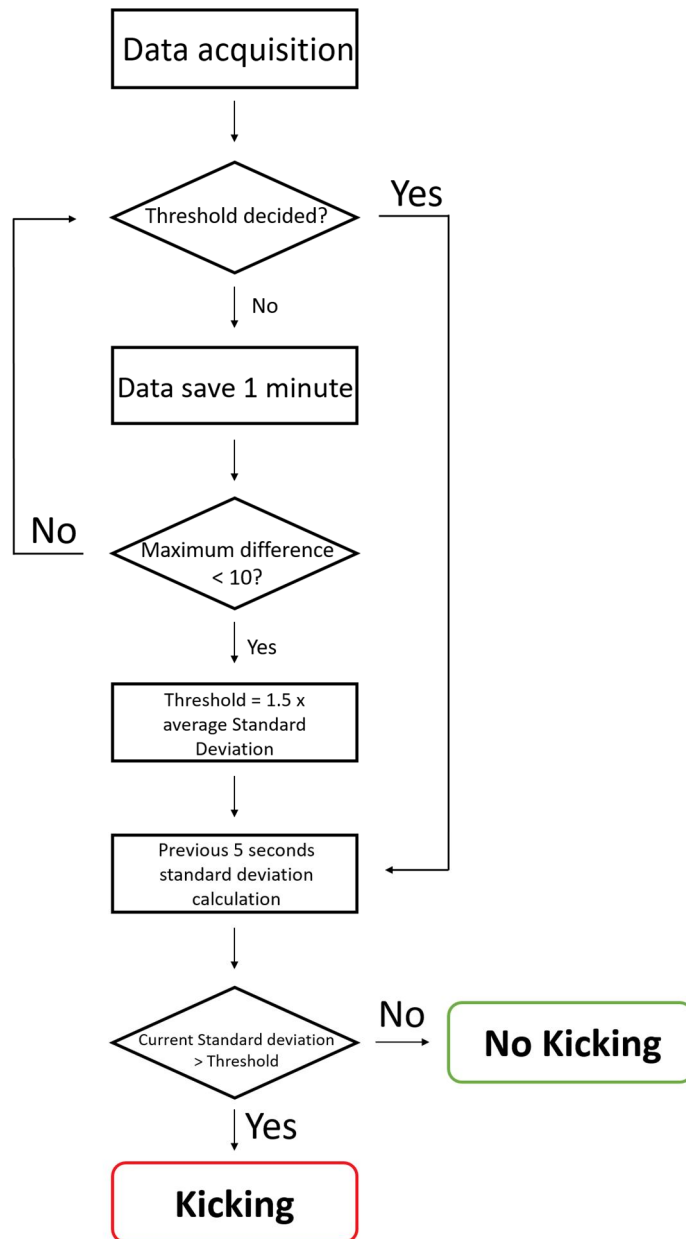 Data acquisition
Threshold decided?
Yes
No
Data save 1 minute
No
Maximum difference
< 10?
Yes
Threshold = 1.5 x
average Standard
Deviation
Previous 5 seconds
standard deviation
calculation
Current Standard deviation
> Threshold
No
No Kicking
Yes
Kicking